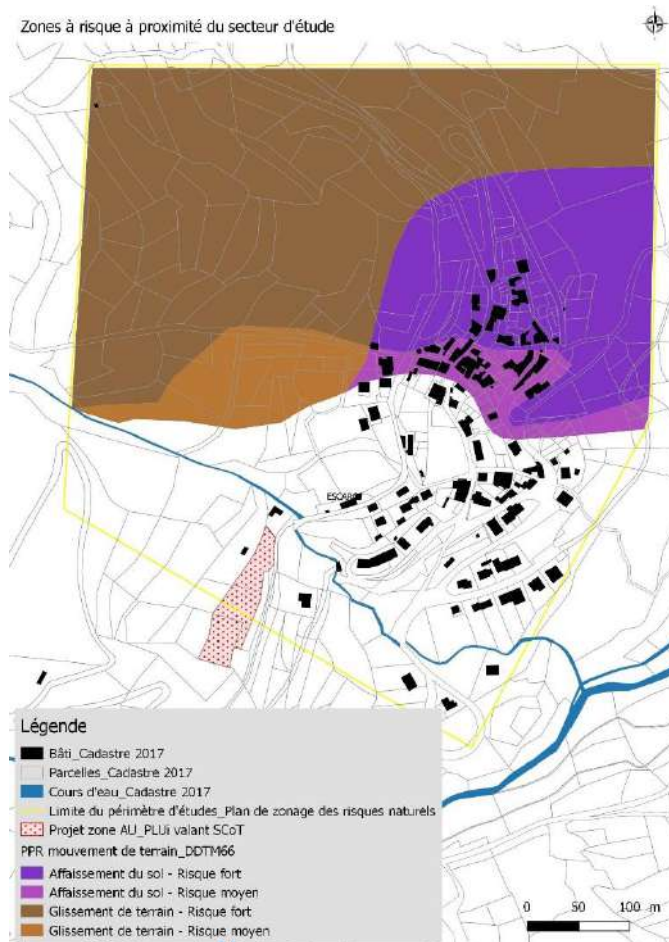 Zones à risque à proximité du secteur d'étude
Légende
Bâti_Cadastre 2017
Parcelles_Cadastre 2017
Cours d'eau_Cadastre 2017
Limite du périmètre d'études_Plan de zonage des risques naturels
Projet zone AU_PLUi valant SCoT
PPR mouvement de terrain_DDTM66
Affaissement du sol - Risque fort
Affaissement du sol - Risque moyen
Glissement de terrain - Risque fort
Glissement de terrain - Risque moyen
0 50 100 m